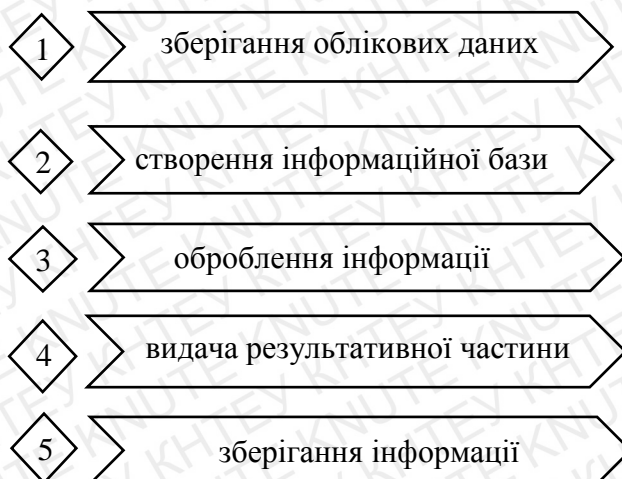 1 зберігання облікових даних
2 створення інформаційної бази
3 оброблення інформації
4 видача результативної частини
5 зберігання інформації